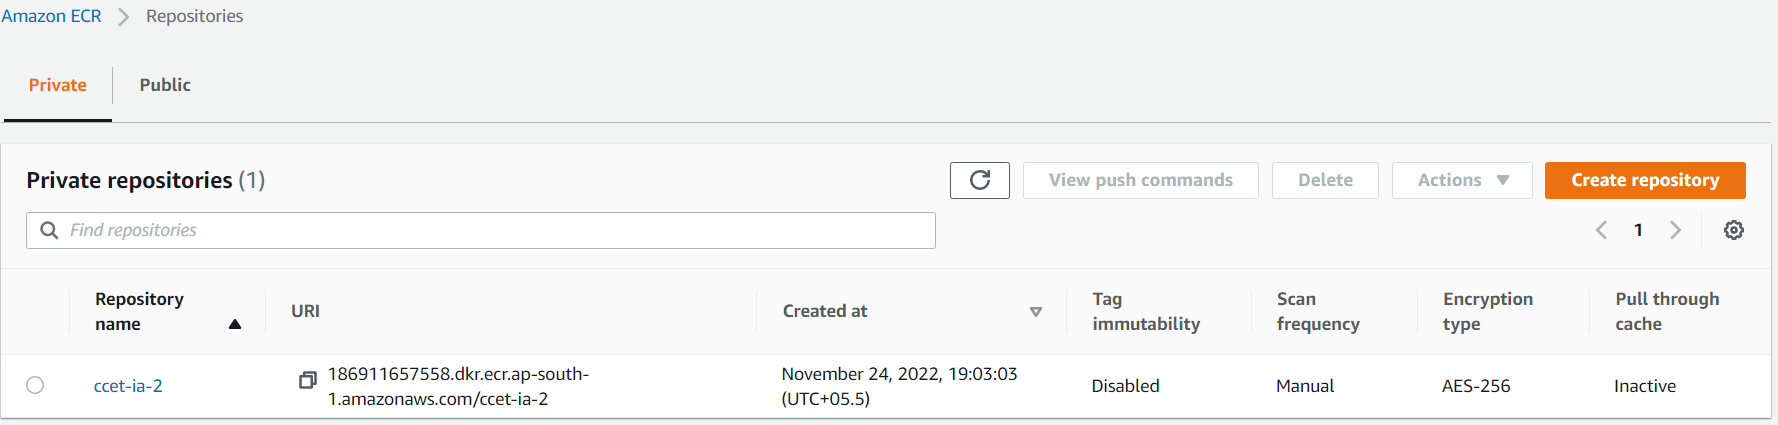 Amazon ECR > Repositories
Private Public
Private repositories (1) View push commands Delete Actions Create repository
Find repositories 1
Repository name URI Created at Tag immutability Scan frequency Encryption type Pull through cache
ccet-ia-2
186911657558.dkr.ecr.ap-south-
1.amazonaws.com/ccet-ia-2
November 24, 2022, 19:03:03
(UTC+05.5)
Disabled Manual AES-256 Inactive